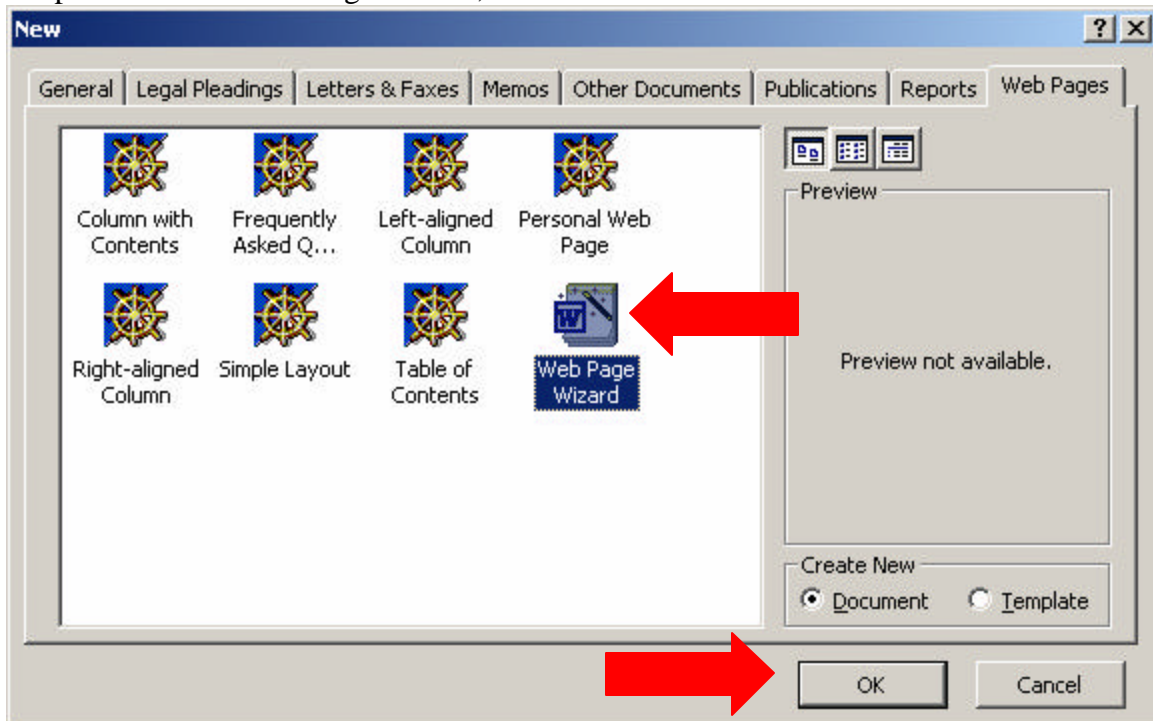 New
General Legal Pleadings Letters & Faxes Memos Other Documents Publications Reports Web Pages
Column with Contents
Frequently Asked Q...
Left-aligned Column
Personal Web Page
Right-aligned Column
Simple Layout
Table of Contents
W
Web Page Wizard
Preview
Preview not available.
Create New
Document Template
OK Cancel